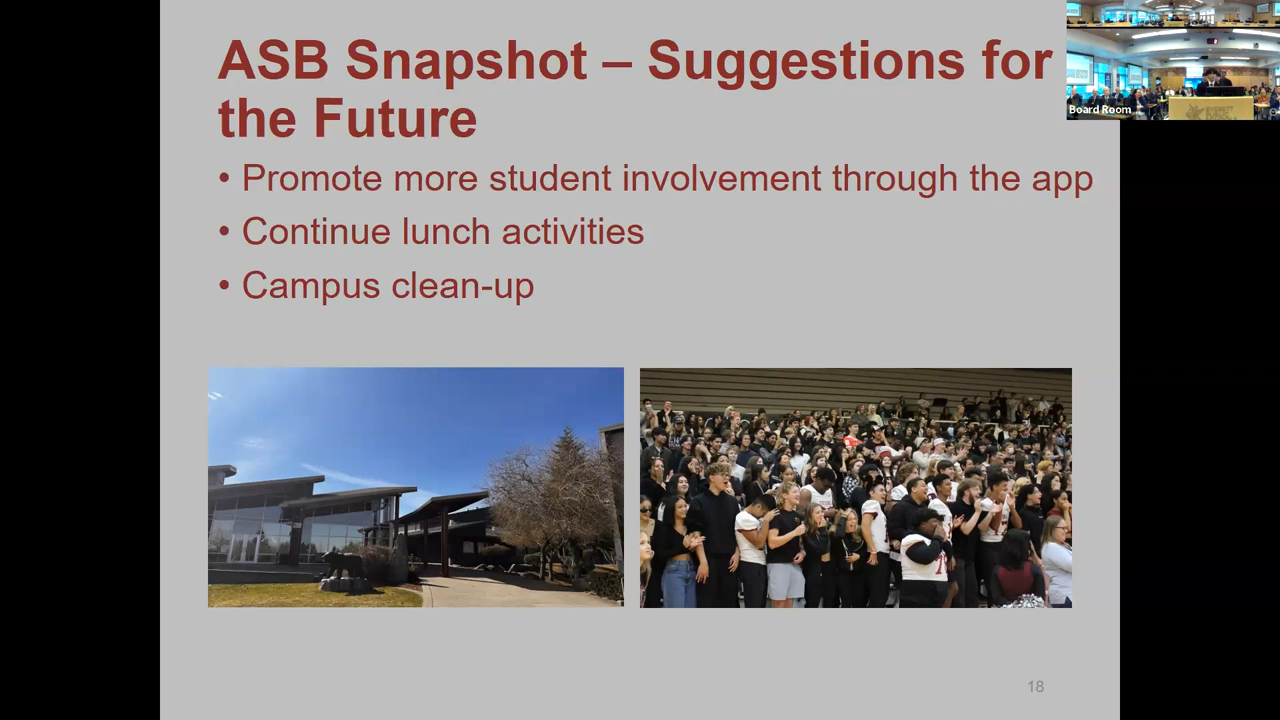 ASB Snapshot – Suggestions for
the Future
• Promote more student involvement through the app
• Continue lunch activities
• Campus clean-up
Board Room
EVERETT
18